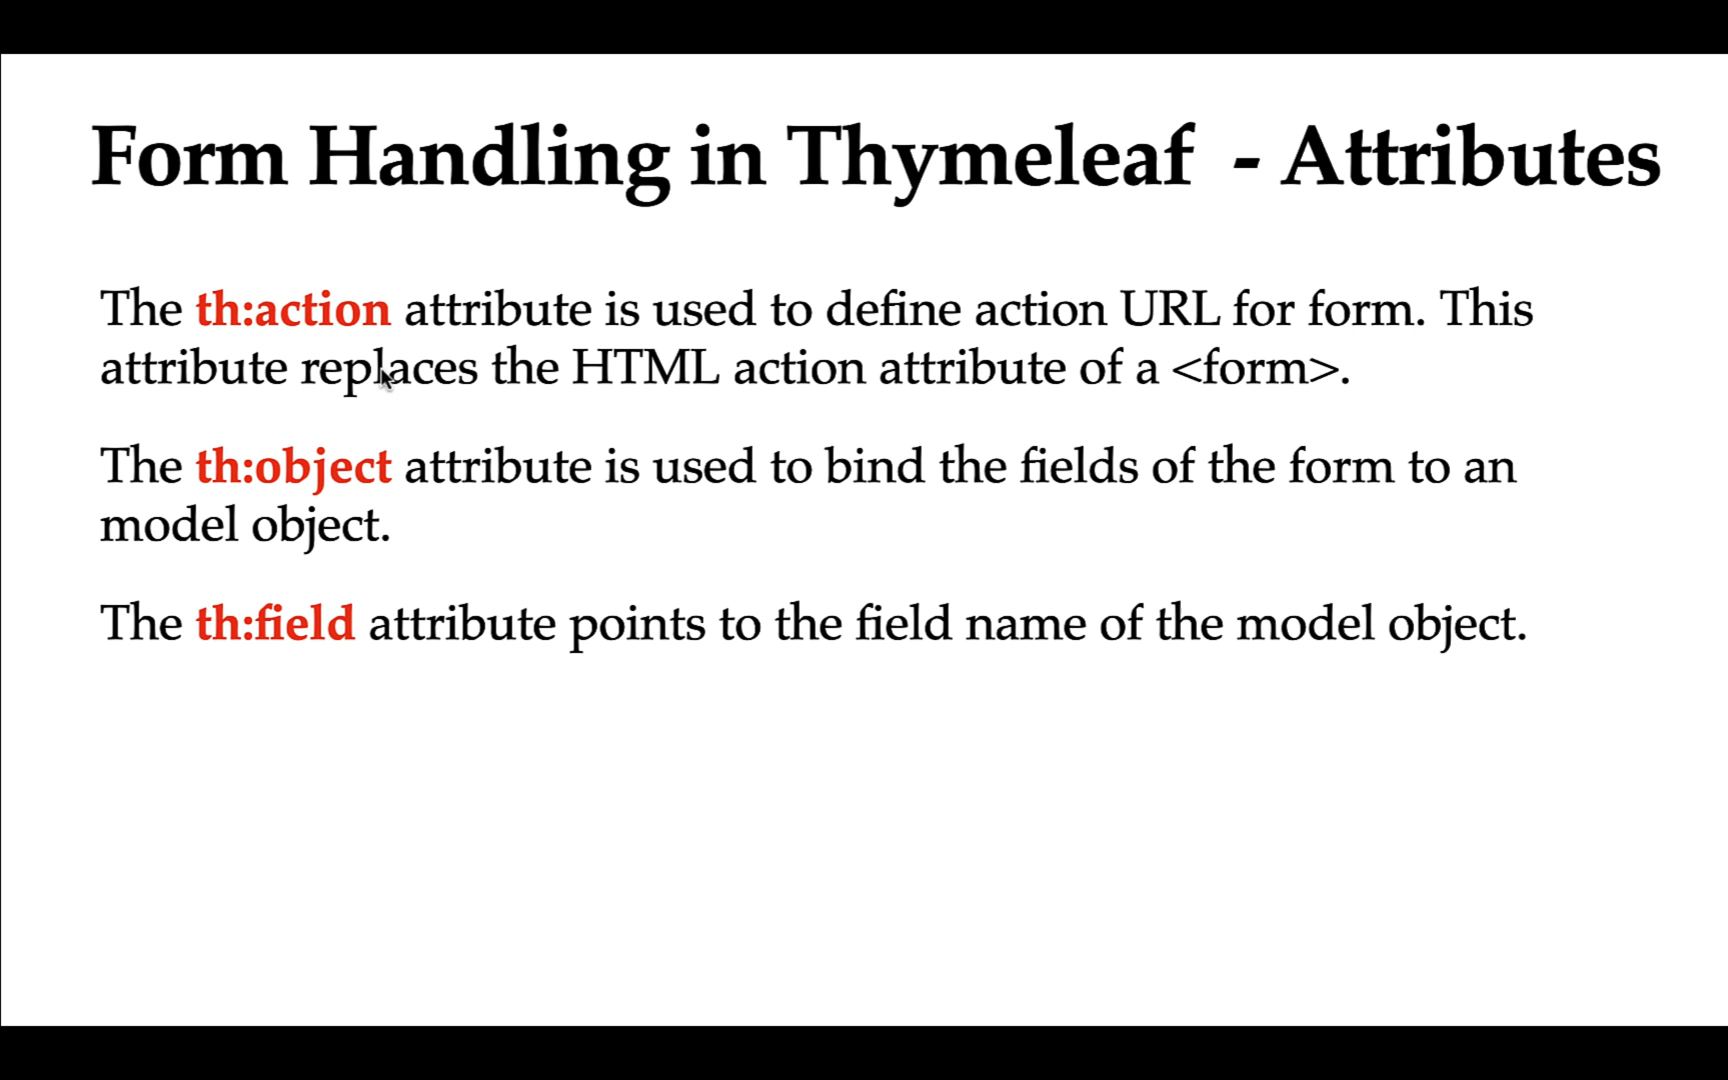 Form Handling in Thymeleaf - Attributes
The th:action attribute is used to define action URL for form. This
attribute replaces the HTML action attribute of a <form>.
The th:object attribute is used to bind the fields of the form to an
model object.
The th:field attribute points to the field name of the model object.